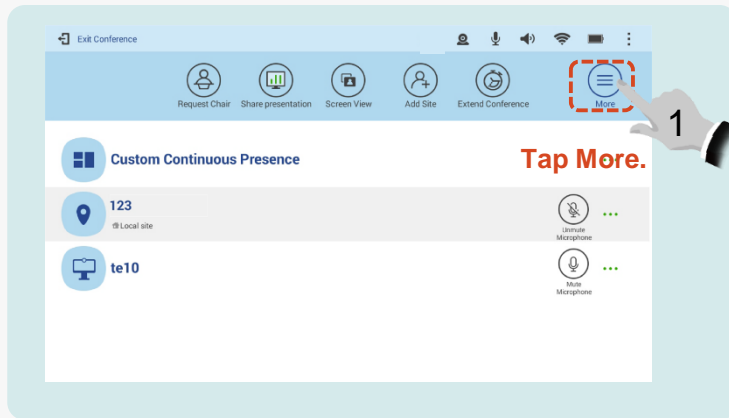 Exit Conference
Request Chair Share presentation Screen View Add Site Extend Conference More
1
Custom Continuous Presence
Tap More.
123
Local site
Unmute
Microphone
te10
Mute
Microphone